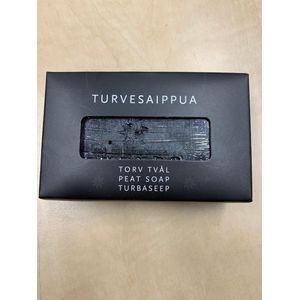 TURVESAIPPUA
TORV TVÅL
PEAT SOAP
TURBASEEP